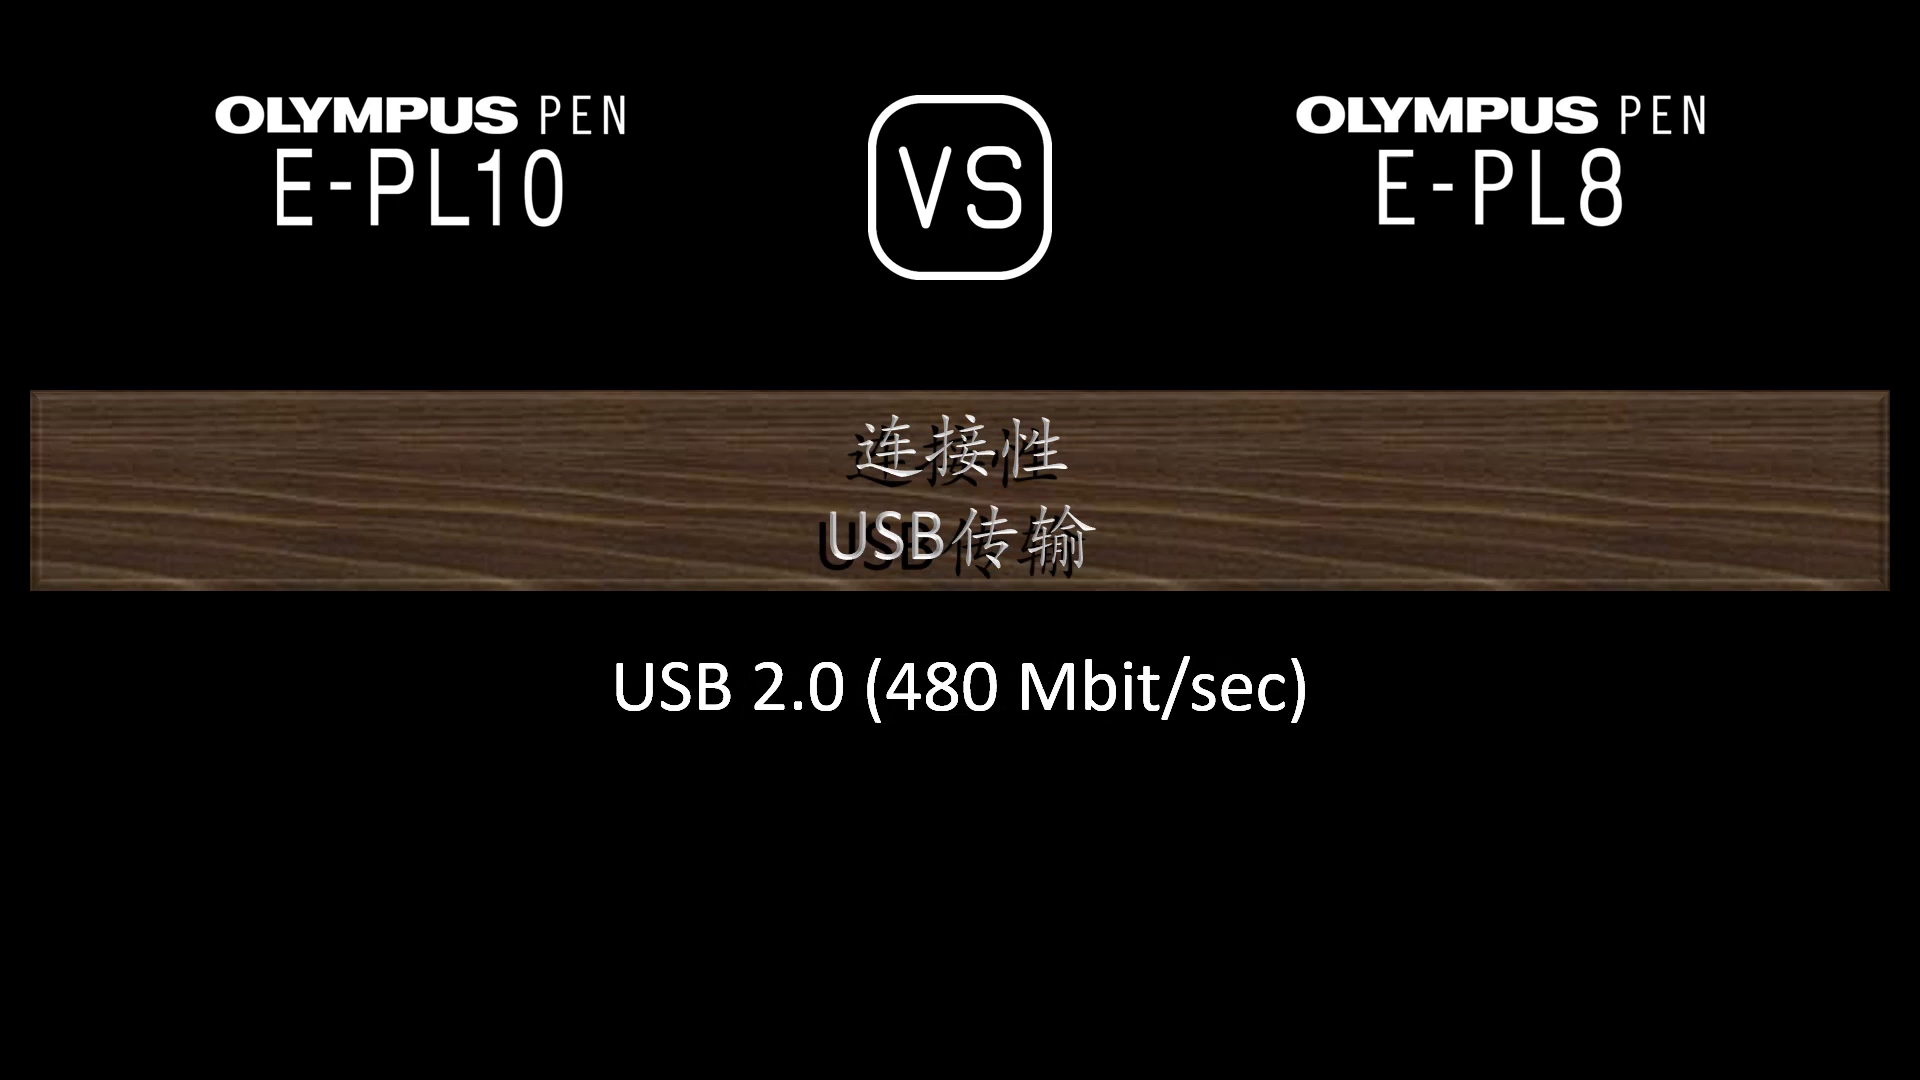 OLYMPUS PEN
E-PL10
VS
OLYMPUS PEN
E-PL8
连接性
USB传输
USB 2.0 (480 Mbit/sec)